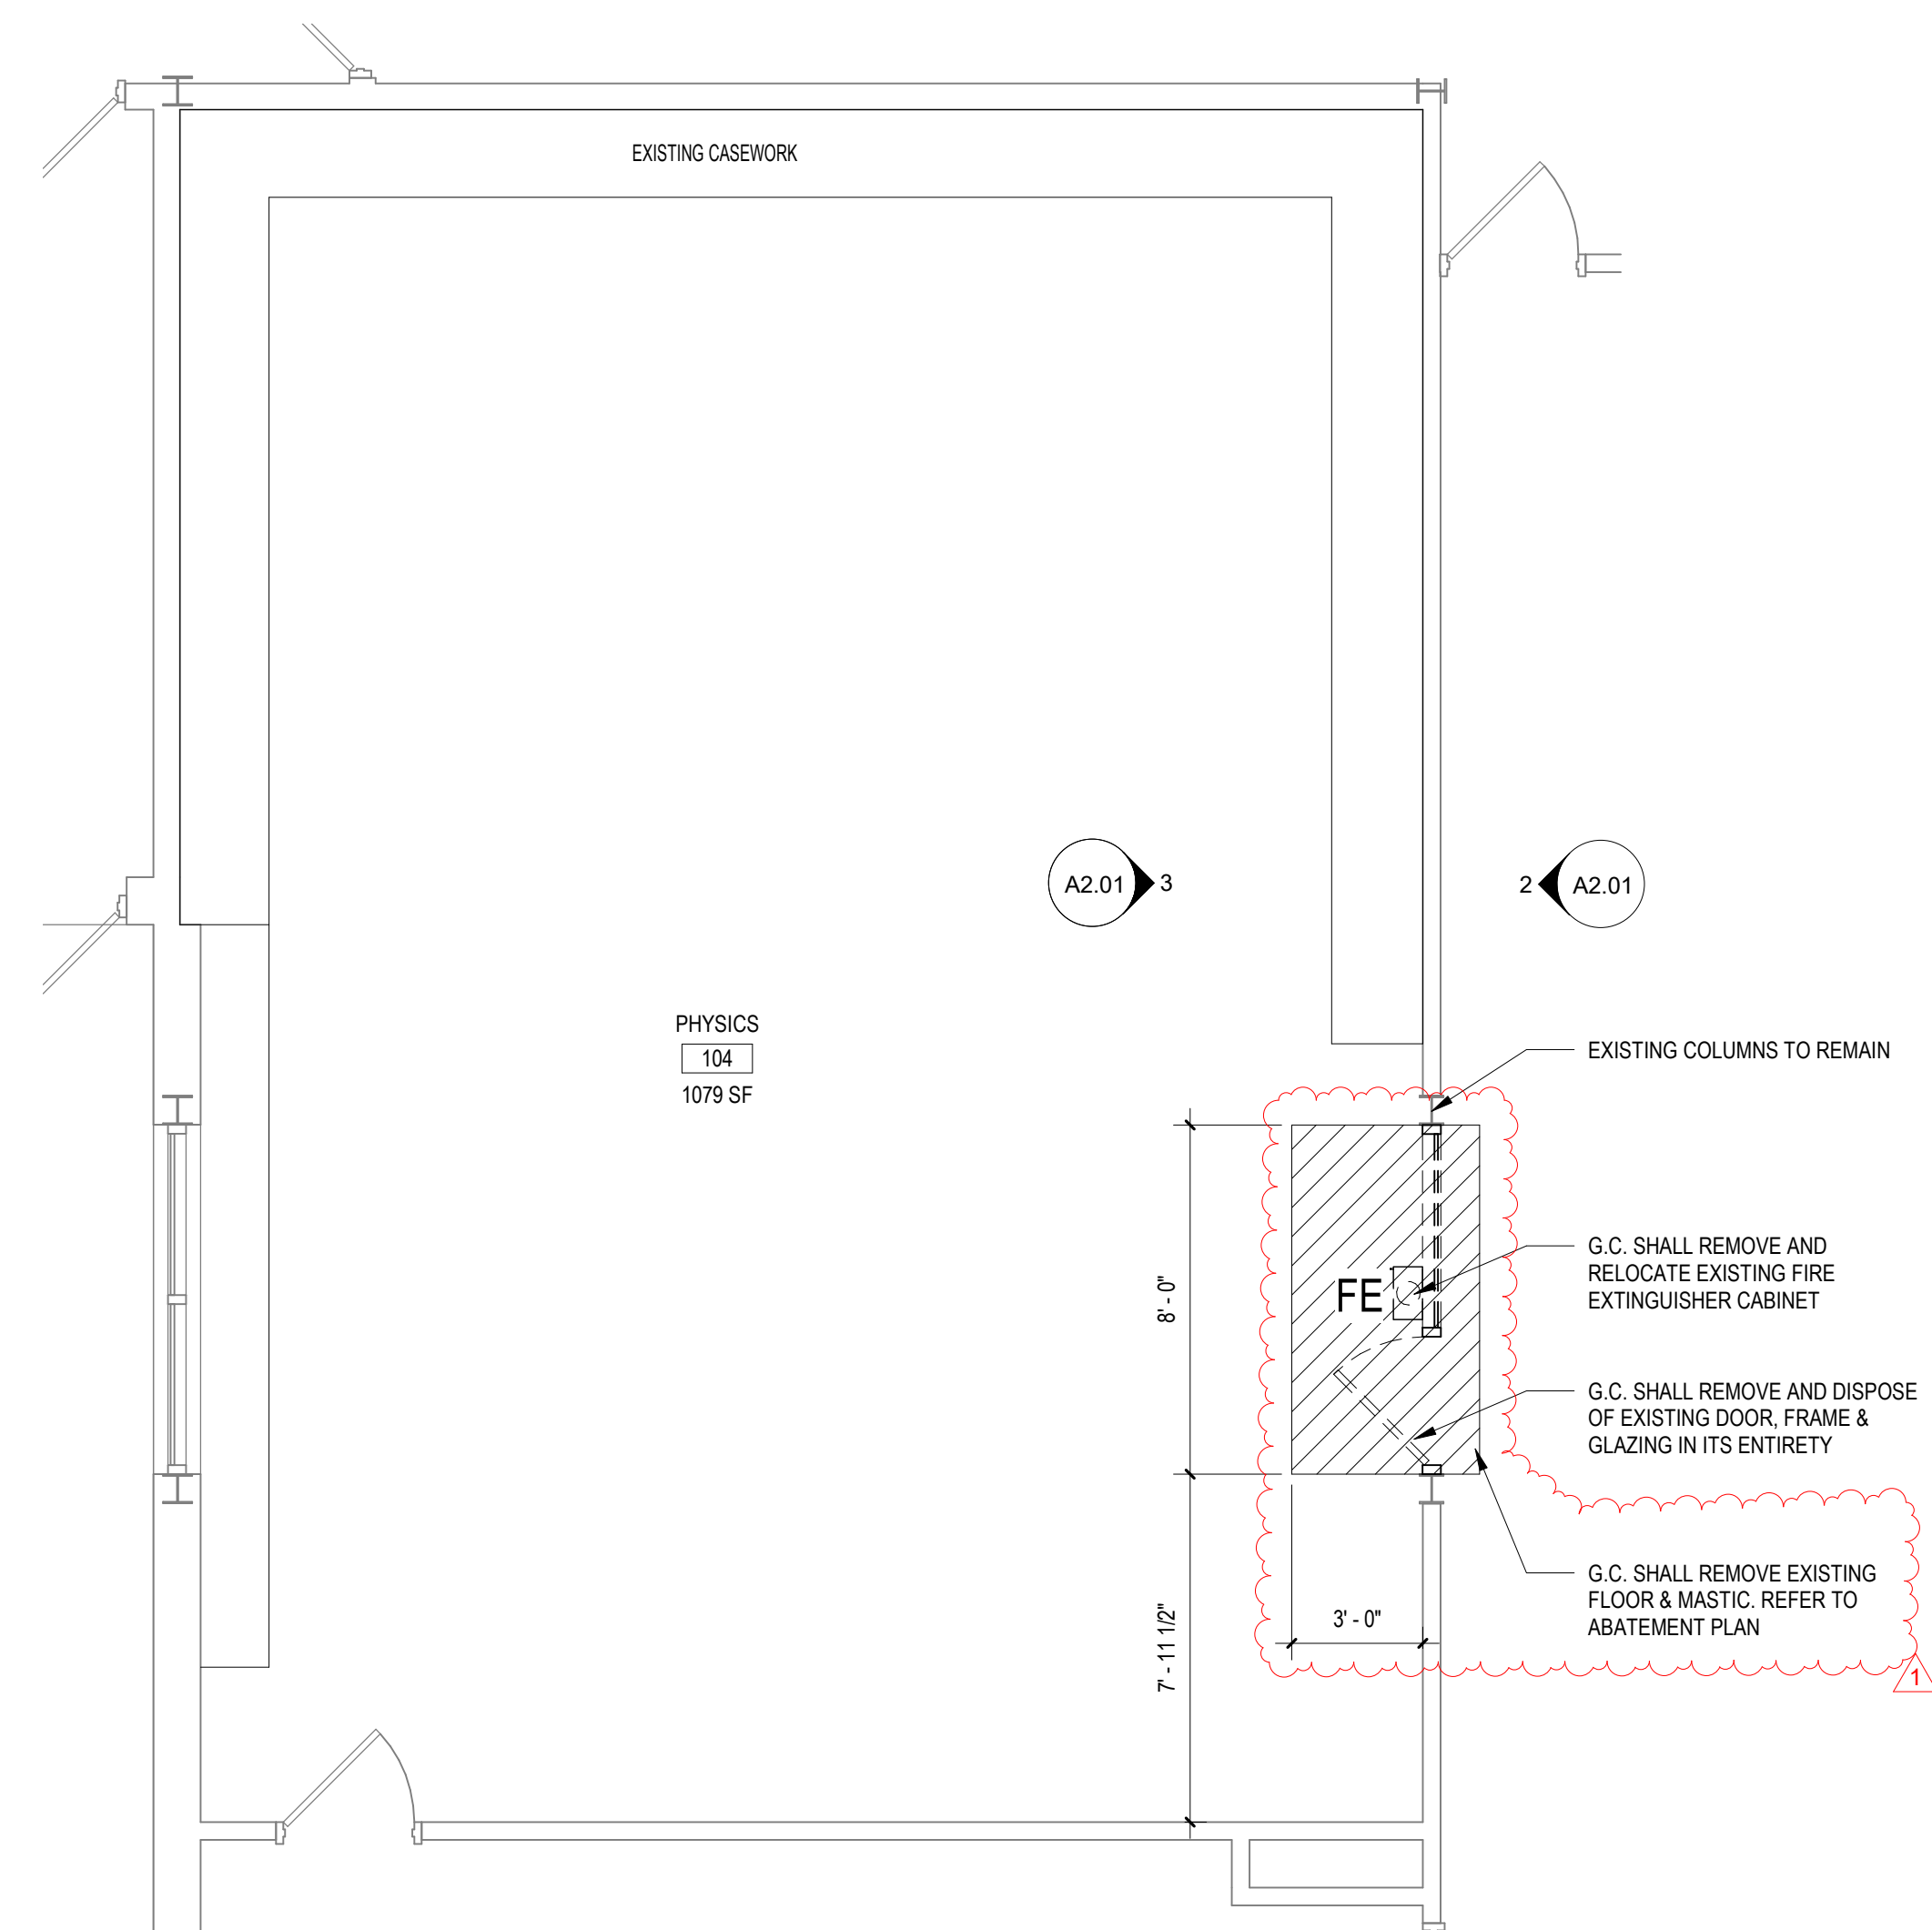 EXISTING CASEWORK
A2.01 3
2 A2.01
PHYSICS
104
1079 SF
EXISTING COLUMNS TO REMAIN
G.C. SHALL REMOVE AND
RELOCATE EXISTING FIRE
EXTINGUISHER CABINET
FE
8' - 0"
G.C. SHALL REMOVE AND DISPOSE
OF EXISTING DOOR, FRAME &
GLAZING IN ITS ENTIRETY
G.C. SHALL REMOVE EXISTING
FLOOR & MASTIC. REFER TO
ABATEMENT PLAN
3' - 0"
7' - 11 1/2"
1